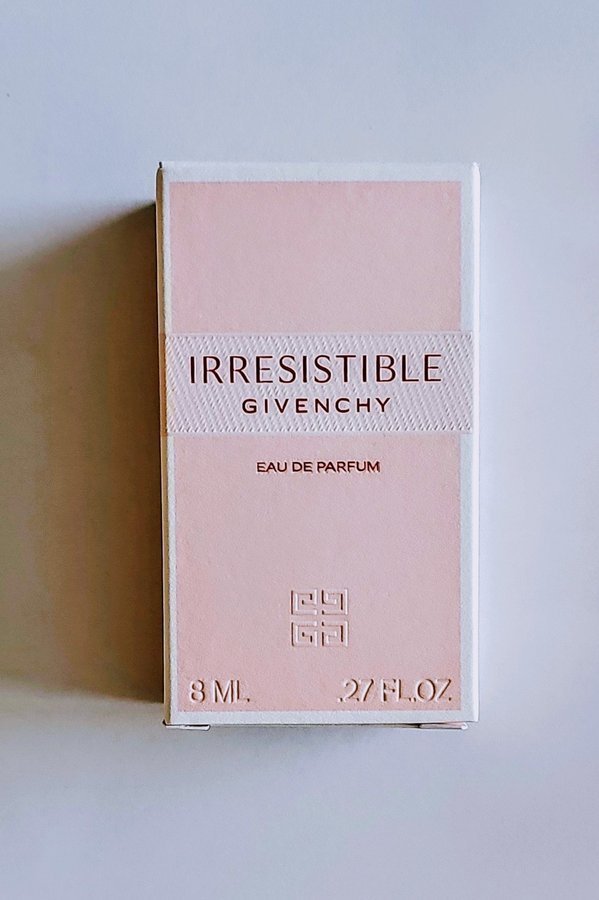 IRRESISTIBLE
GIVENCHY
EAU DE PARFUM
8 ML .27 FL.OZ